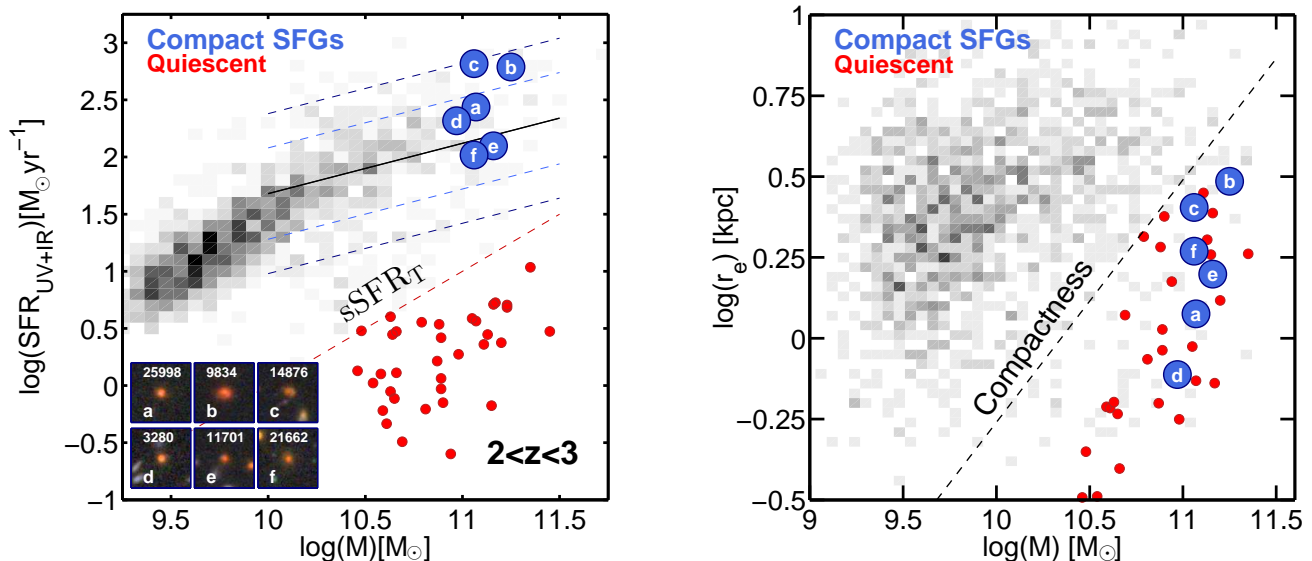 Compact SFGs
Quiescent
c
b
a
d
e
f
sSFR_T
25998
9834
14876
a
b
c
3280
11701
21662
d
e
f
2<z<3
3
2.5
2
1.5
1
0.5
0
−0.5
−1
9.5
10
10.5
11
11.5
log(SFR_{UV+IR})[M_⊙yr^{−1}]
log(M)[M_⊙]
Compact SFGs
Quiescent
b
c
f
e
a
d
Compactness
1
0.75
0.5
0.25
0
−0.25
−0.5
9
9.5
10
10.5
11
11.5
log(r_e) [kpc]
log(M) [M_⊙]